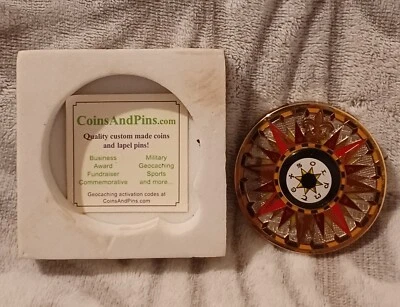 CoinsAndPins.com
Quality custom made coins
and lapel pins!
Business Military
Award Geocaching
Fundraiser Sports
Commemorative and more...
Geocaching activation codes at
CoinsAndPins.com